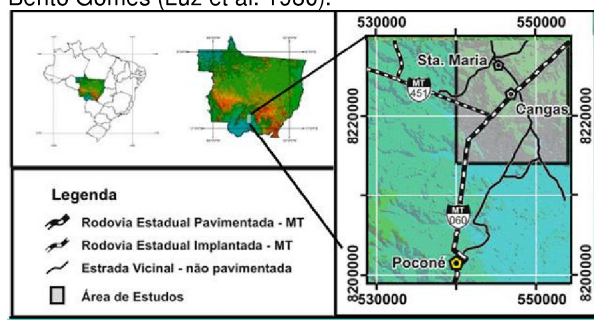 Bento Gomes (Luz et al. 1980).
530000 550000
Sta. Maria
MT
451
Cangas
8220000 8220000
MT
060
Poconé
8200000 8200000
530000 550000
Legenda
Rodovia Estadual Pavimentada - MT
Rodovia Estadual Implantada - MT
Estrada Vicinal - não pavimentada
Área de Estudos